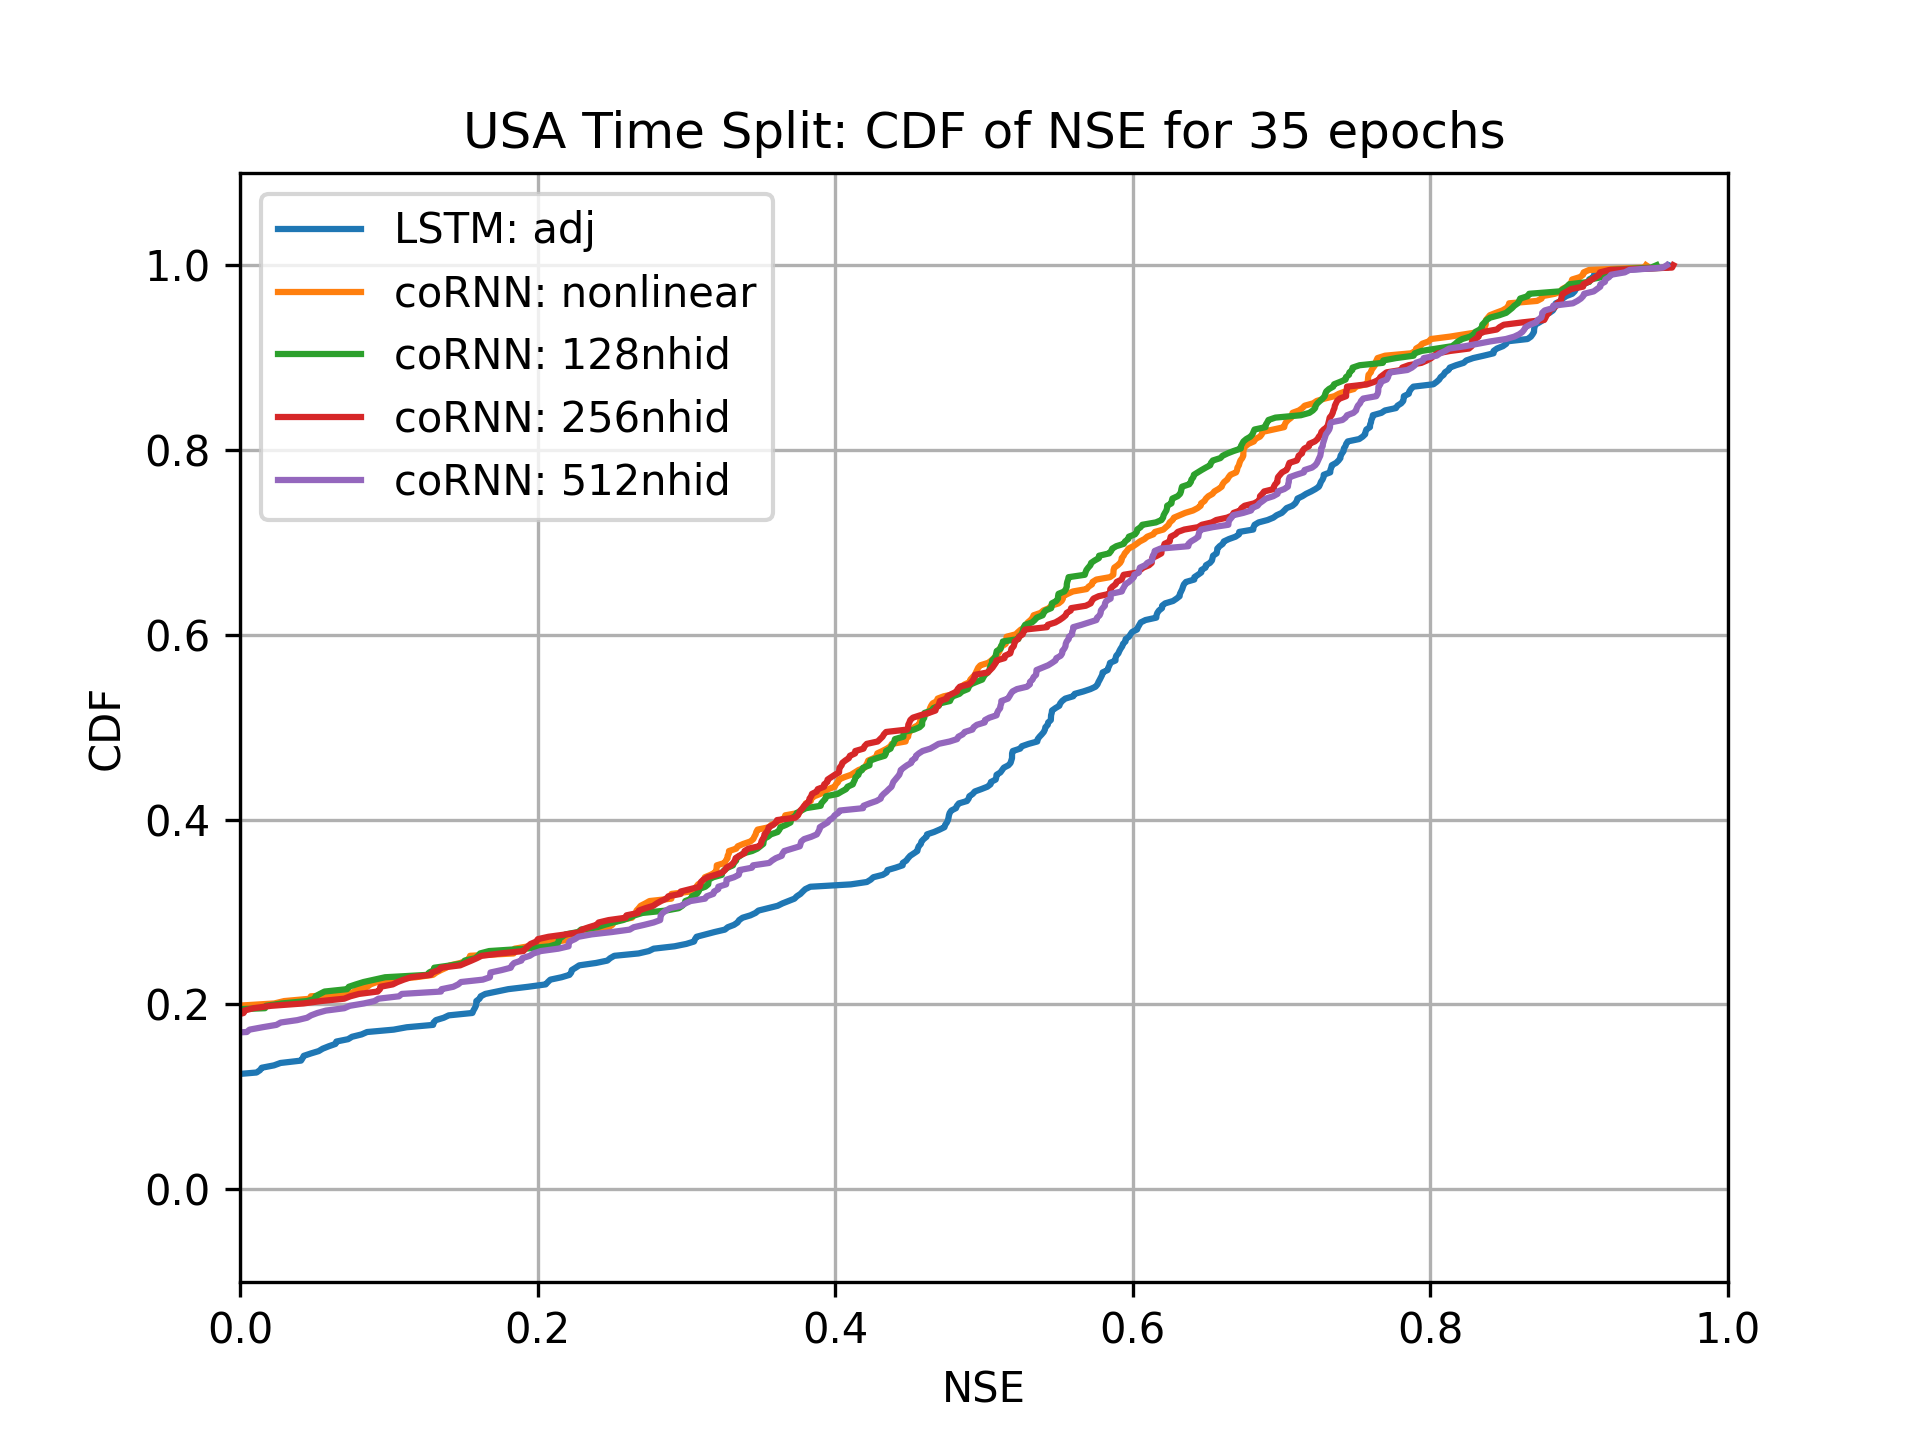 USA Time Split: CDF of NSE for 35 epochs
LSTM: adj
coRNN: nonlinear
coRNN: 128nhid
coRNN: 256nhid
coRNN: 512nhid
1.0
0.8
0.6
0.4
0.2
0.0
CDF
0.0 0.2 0.4 0.6 0.8 1.0
NSE